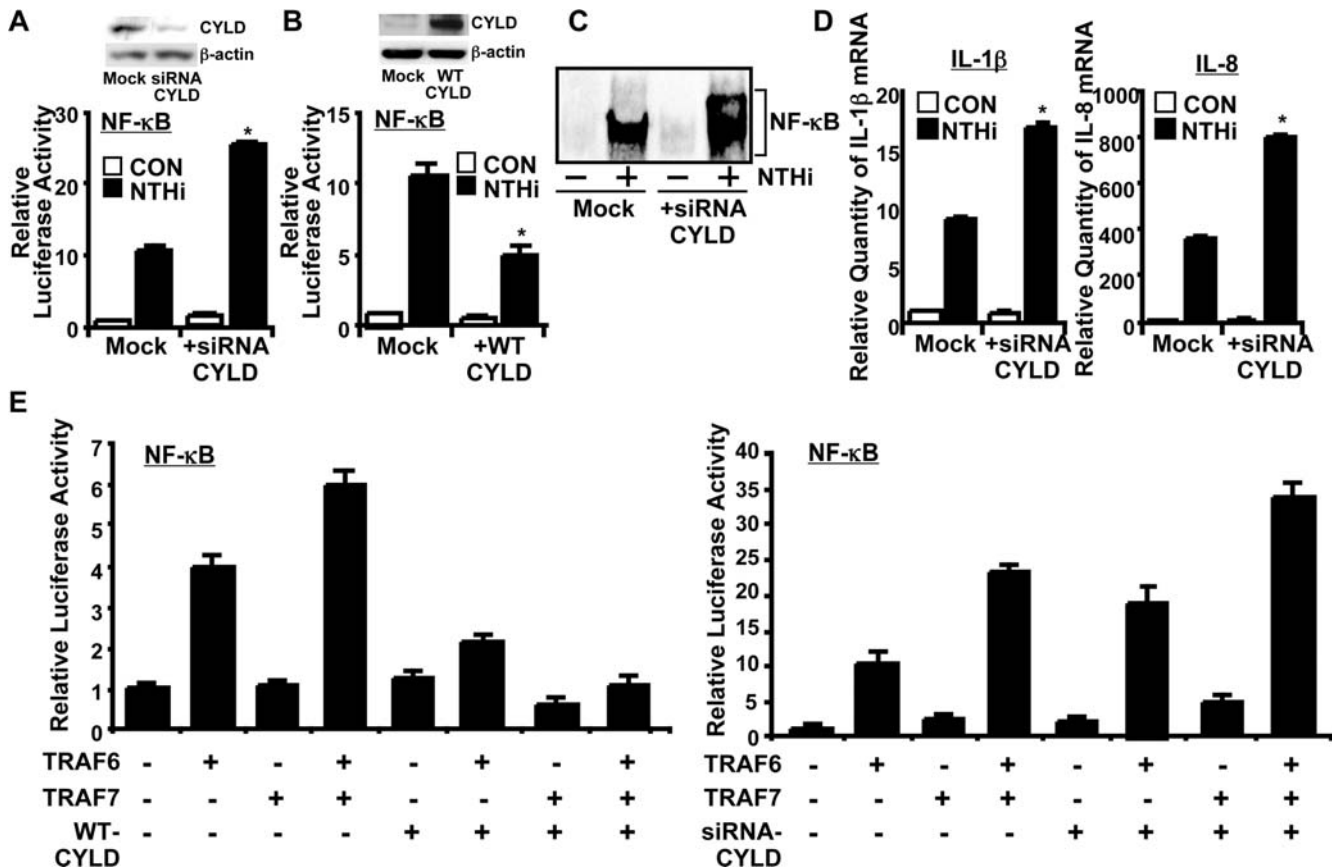 A
CYLD
β-actin
Mock siRNA
CYLD
NF-κB
CON
NTHi
*
Relative
Luciferase Activity
30
20
10
0
Mock +siRNA
CYLD
B
CYLD
β-actin
Mock WT
CYLD
NF-κB
CON
NTHi
*
Relative
Luciferase Activity
15
10
5
0
Mock +WT
CYLD
C
NF-κB
− + − + NTHi
Mock +siRNA
CYLD
D
IL-1β
CON
NTHi
*
Relative Quantity of IL-1β mRNA
20
15
10
5
0
Mock +siRNA
CYLD
IL-8
CON
NTHi
*
Relative Quantity of IL-8 mRNA
1000
800
600
400
200
0
Mock +siRNA
CYLD
E
NF-κB
Relative Luciferase Activity
7
6
5
4
3
2
1
0
TRAF6 - + - + - + - +
TRAF7 - - + + - - + +
WT- - - - - + + + +
CYLD
NF-κB
Relative Luciferase Activity
40
35
30
25
20
15
10
5
0
TRAF6 - + - + - + - +
TRAF7 - - + + - - + +
siRNA- - - - - + + + +
CYLD